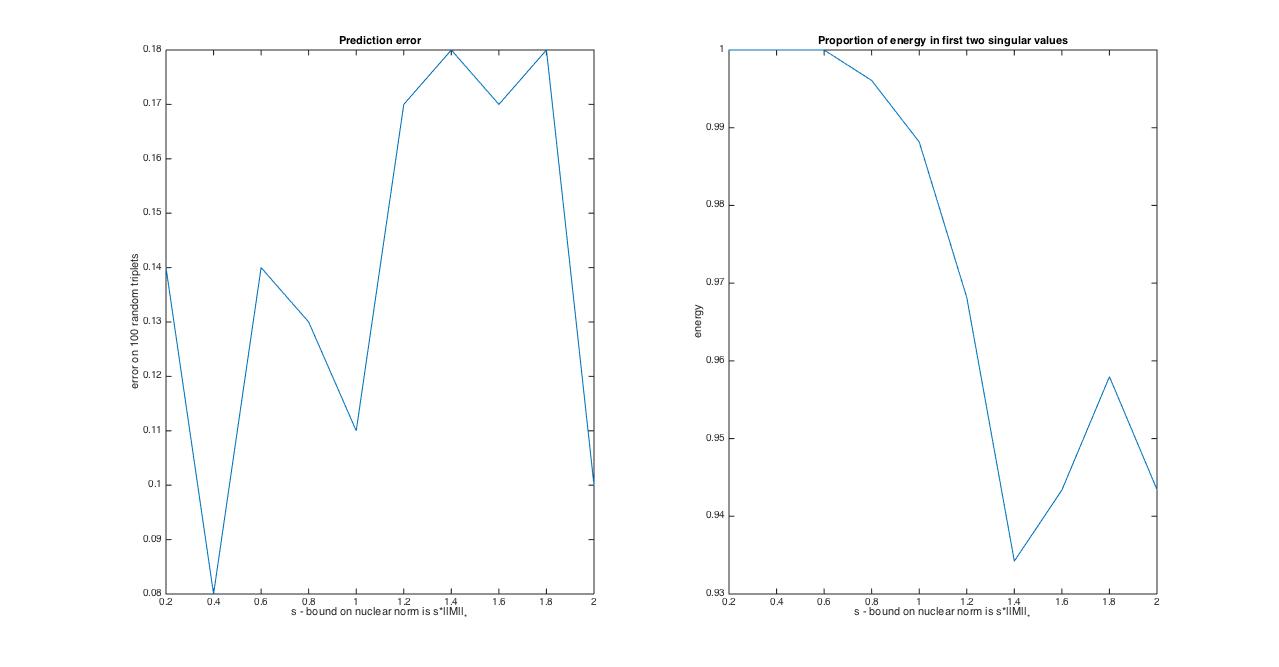 Prediction error
0.18
0.17
0.16
0.15
0.14
0.13
0.12
0.11
0.1
0.09
0.08
error on 100 random triplets
0.2 0.4 0.6 0.8 1 1.2 1.4 1.6 1.8 2
s - bound on nuclear norm is s*||M||*
Proportion of energy in first two singular values
1
0.99
0.98
0.97
0.96
0.95
0.94
0.93
energy
0.2 0.4 0.6 0.8 1 1.2 1.4 1.6 1.8 2
s - bound on nuclear norm is s*||M||*